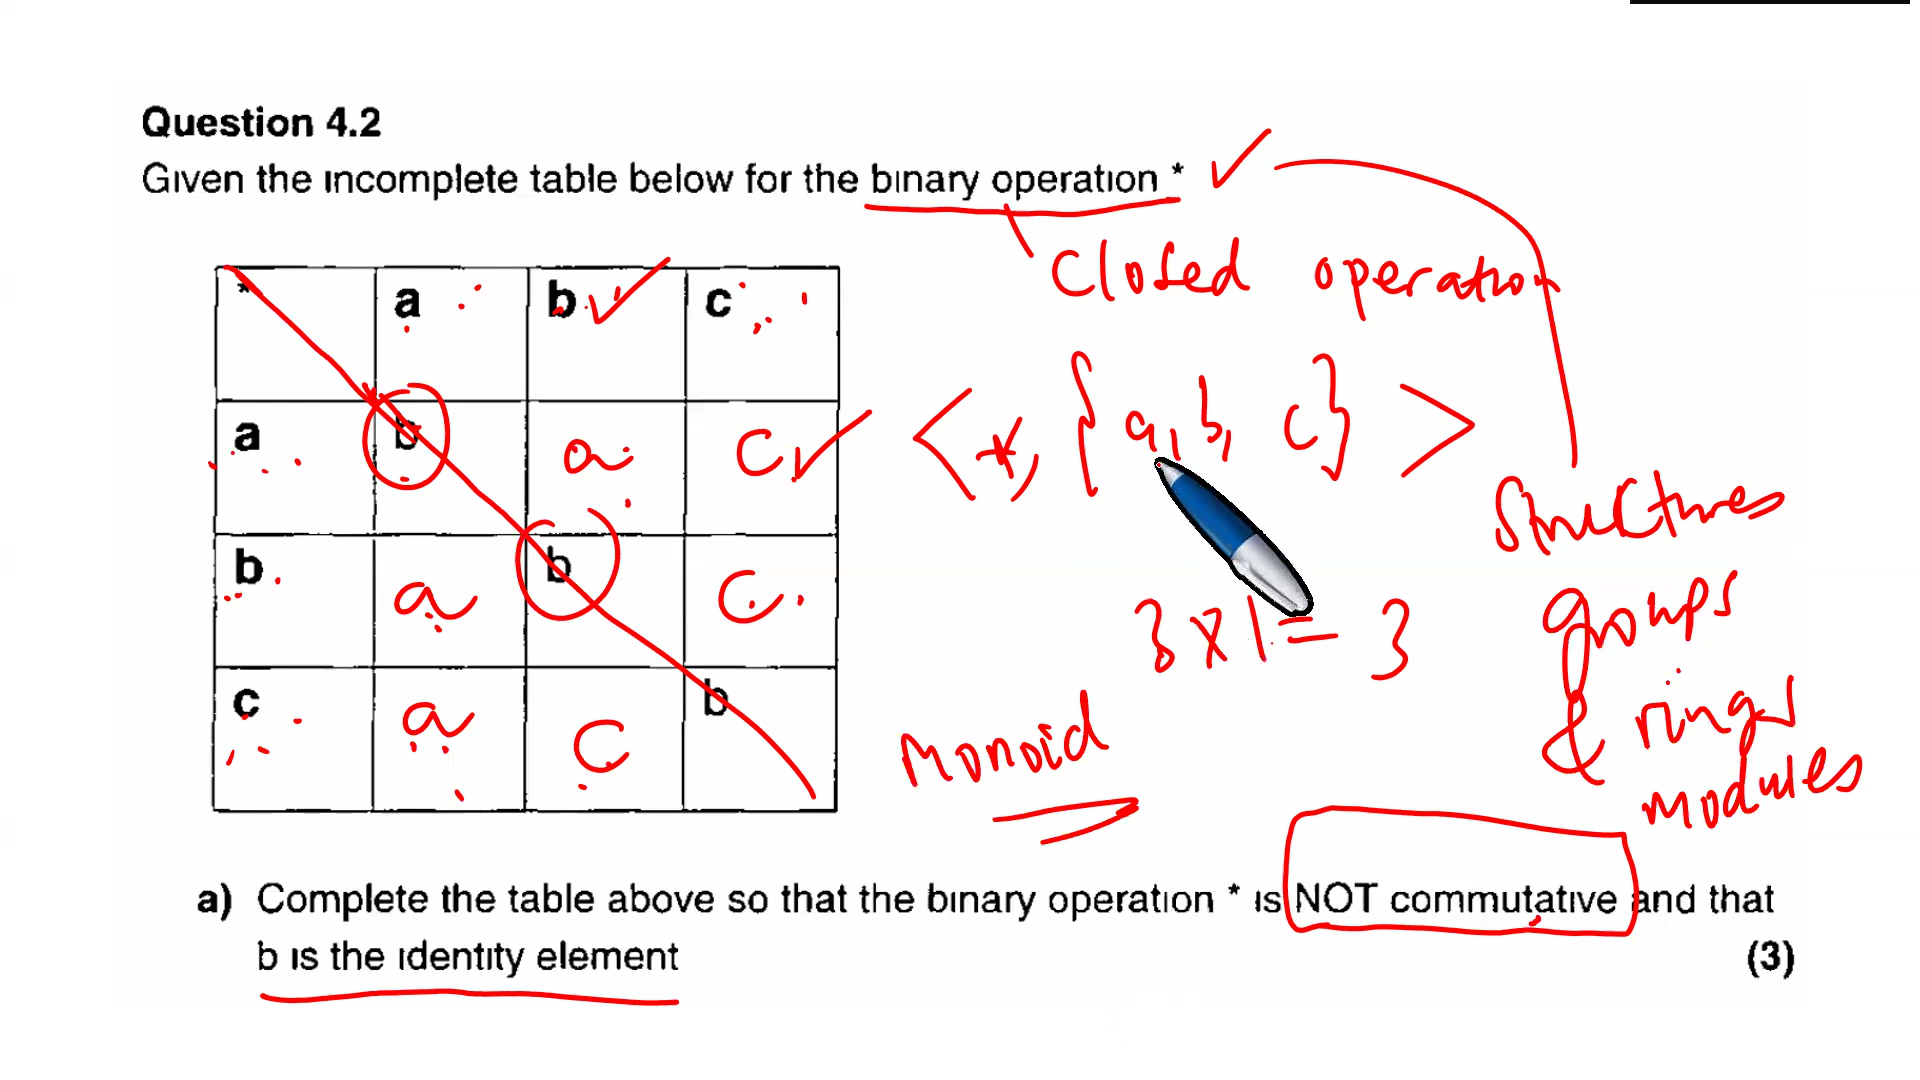 Question 4.2
Given the incomplete table below for the binary operation *
Closed operation
* a b c
a b a c
b a b c
c a c b
<*, {a, b, c}>
3 x 1 = 3
Monoid
Structures
groups
& rings
modules
a) Complete the table above so that the binary operation * is NOT commutative and that
b is the identity element
(3)